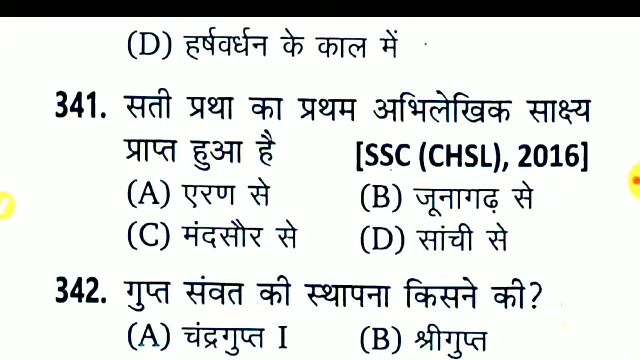 (D) हर्षवर्धन के काल में
341. सती प्रथा का प्रथम अभिलेखिक साक्ष्य
प्राप्त हुआ है [SSC (CHSL), 2016]
(A) एरण से (B) जूनागढ़ से
(C) मंदसौर से (D) सांची से
342. गुप्त संवत की स्थापना किसने की?
(A) चंद्रगुप्त I (B) श्रीगुप्त